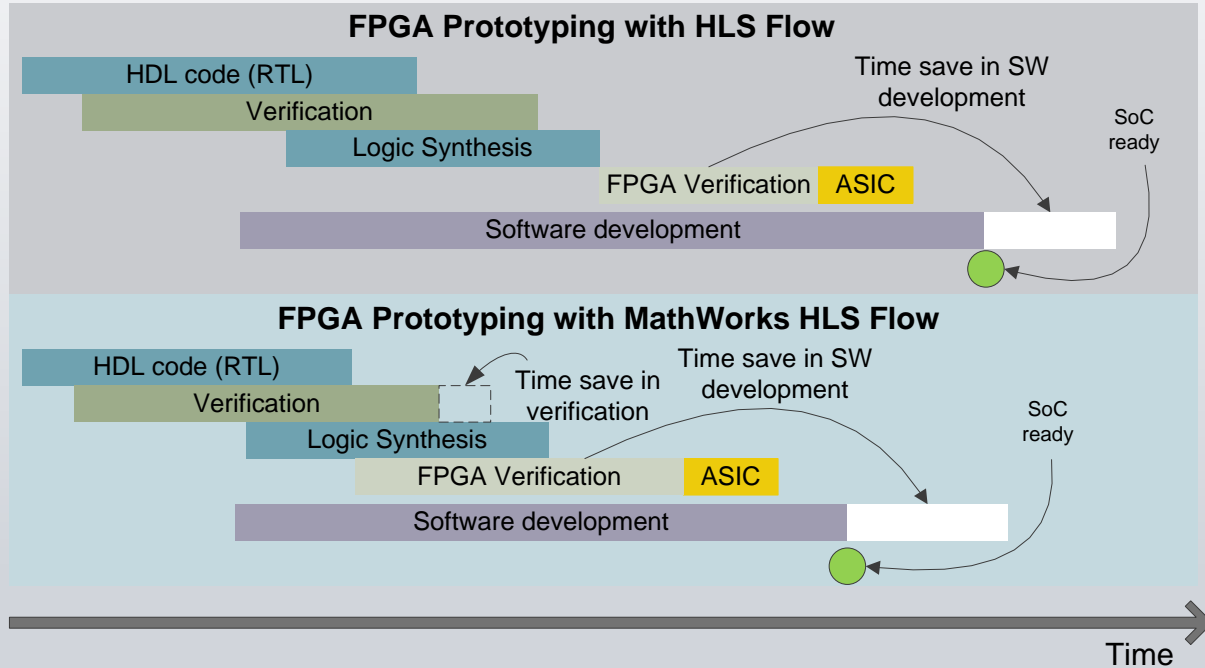 FPGA Prototyping with HLS Flow
HDL code (RTL)
Verification
Logic Synthesis
FPGA Verification
ASIC
Software development
Time save in SW
development
SoC
ready
FPGA Prototyping with MathWorks HLS Flow
HDL code (RTL)
Verification
Time save in
verification
Logic Synthesis
FPGA Verification
ASIC
Software development
Time save in SW
development
SoC
ready
Time